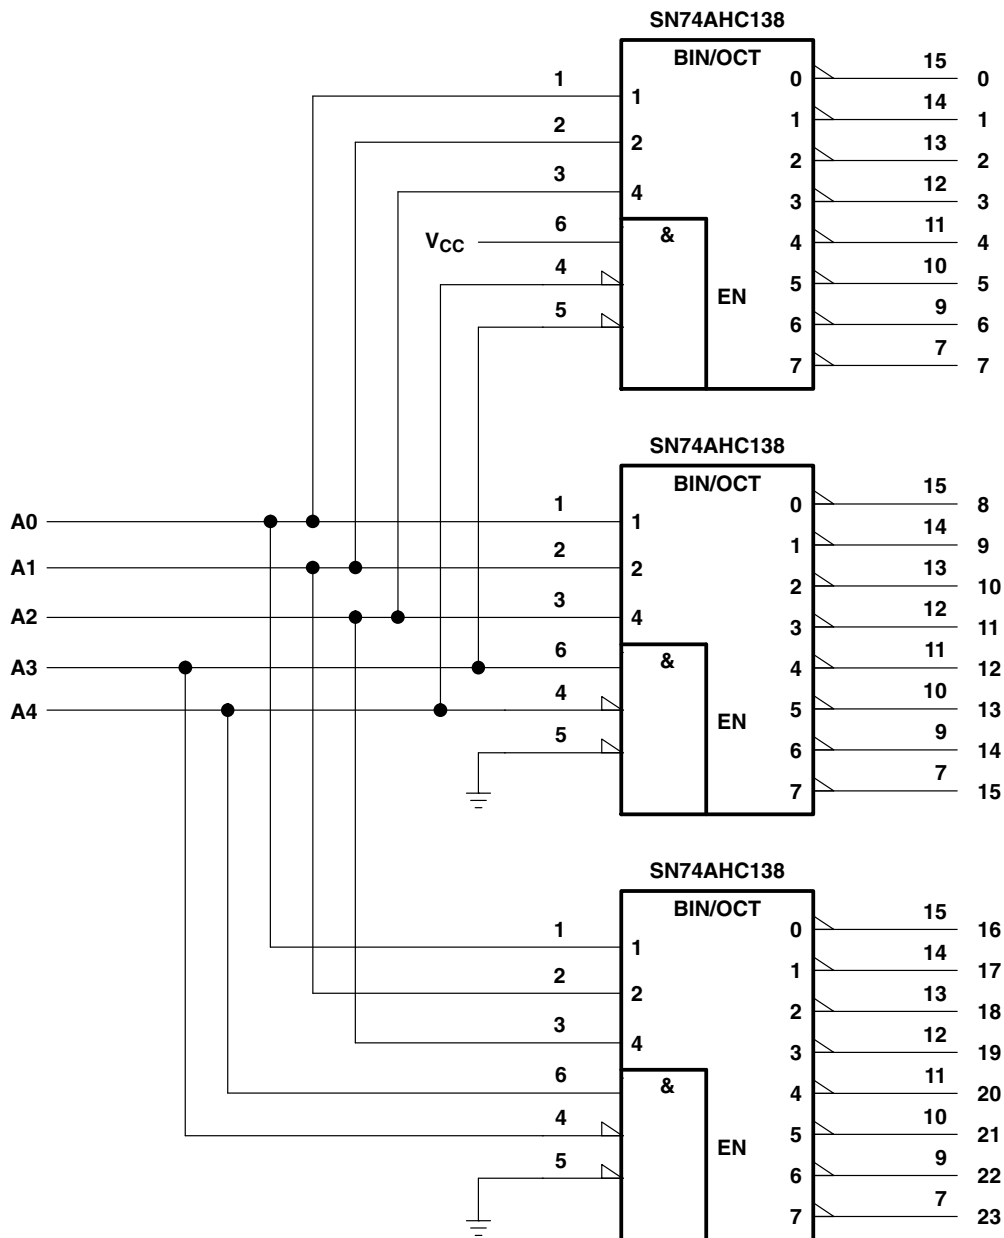 SN74AHC138
BIN/OCT
1 1 0 15 0
2 2 1 14 1
3 4 2 13 2
6 & 3 12 3
VCC 4 11 4
4 EN 5 10 5
5 6 9 6
7 7 7
SN74AHC138
BIN/OCT
A0 1 1 0 15 8
A1 2 2 1 14 9
A2 3 4 2 13 10
A3 6 & 3 12 11
A4 4 EN 4 11 12
5 5 10 13
6 9 14
7 7 15
SN74AHC138
BIN/OCT
1 1 0 15 16
2 2 1 14 17
3 4 2 13 18
6 & 3 12 19
4 EN 4 11 20
5 5 10 21
6 9 22
7 7 23